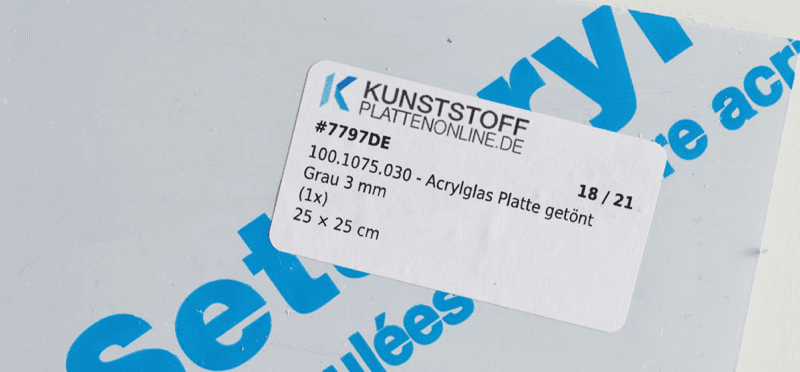 KUNSTSTOFF
PLATTENONLINE.DE
#7797DE
18 / 21
100.1075.030 - Acrylglas Platte getönt
Grau 3 mm
(1x)
25 × 25 cm